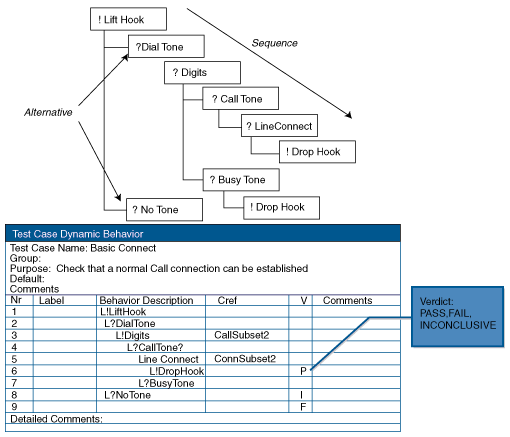 ! Lift Hook
?Dial Tone
Sequence
? Digits
? Call Tone
Alternative
? LineConnect
! Drop Hook
? Busy Tone
? No Tone
! Drop Hook
Test Case Dynamic Behavior
Test Case Name: Basic Connect
Group:
Purpose: Check that a normal Call connection can be established
Default:
Comments
Nr Label Behavior Description Cref V Comments
1 L!LiftHook
2 L?DialTone
3 L!Digits CallSubset2
4 L?CallTone?
5 Line Connect ConnSubset2
6 L!DropHook P
7 L?BusyTone
8 L?NoTone I
9 F
Detailed Comments:
Verdict:
PASS,FAIL,
INCONCLUSIVE